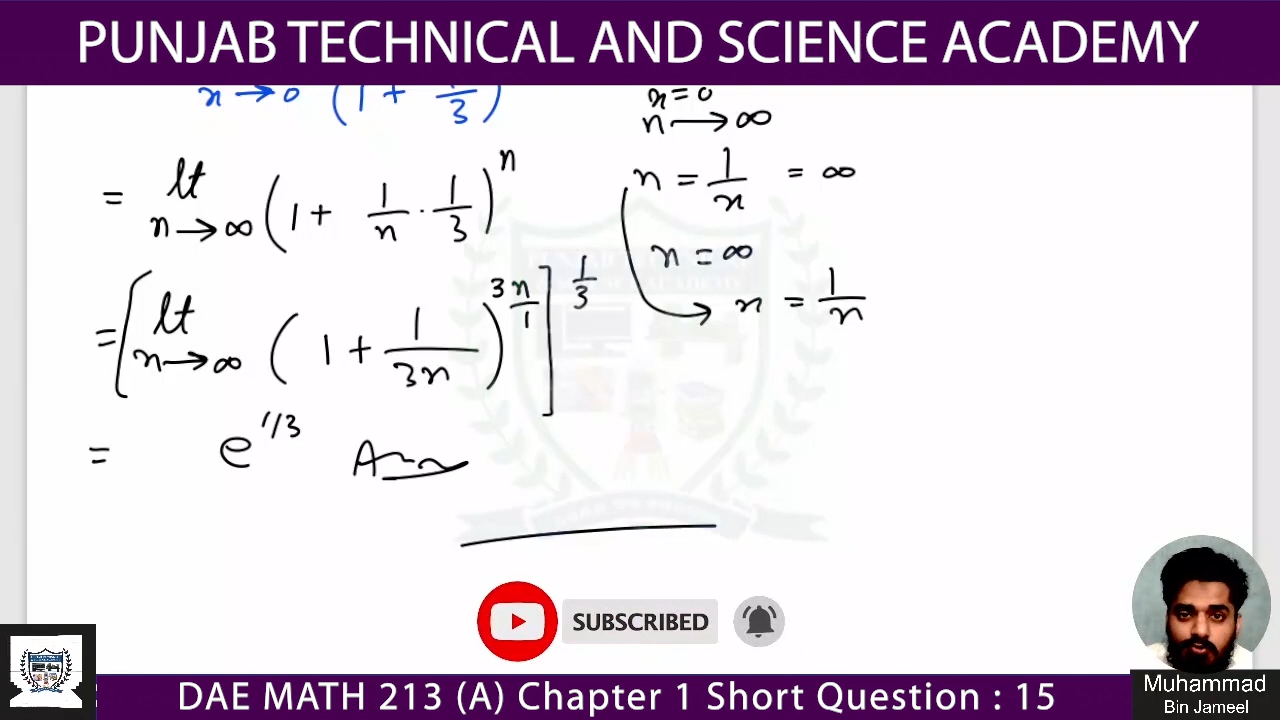 PUNJAB TECHNICAL AND SCIENCE ACADEMY
x → 0 (1 + /3)
x = 0
n → ∞
= lt n → ∞ (1 + 1/n · 1/3)^n
n = 1/x = ∞
n = ∞
x = 1/n
= [lt n → ∞ (1 + 1/3n)^3n/1]^1/3
= e^1/3 Ans
SUBSCRIBED
DAE MATH 213 (A) Chapter 1 Short Question : 15
Muhammad
Bin Jameel